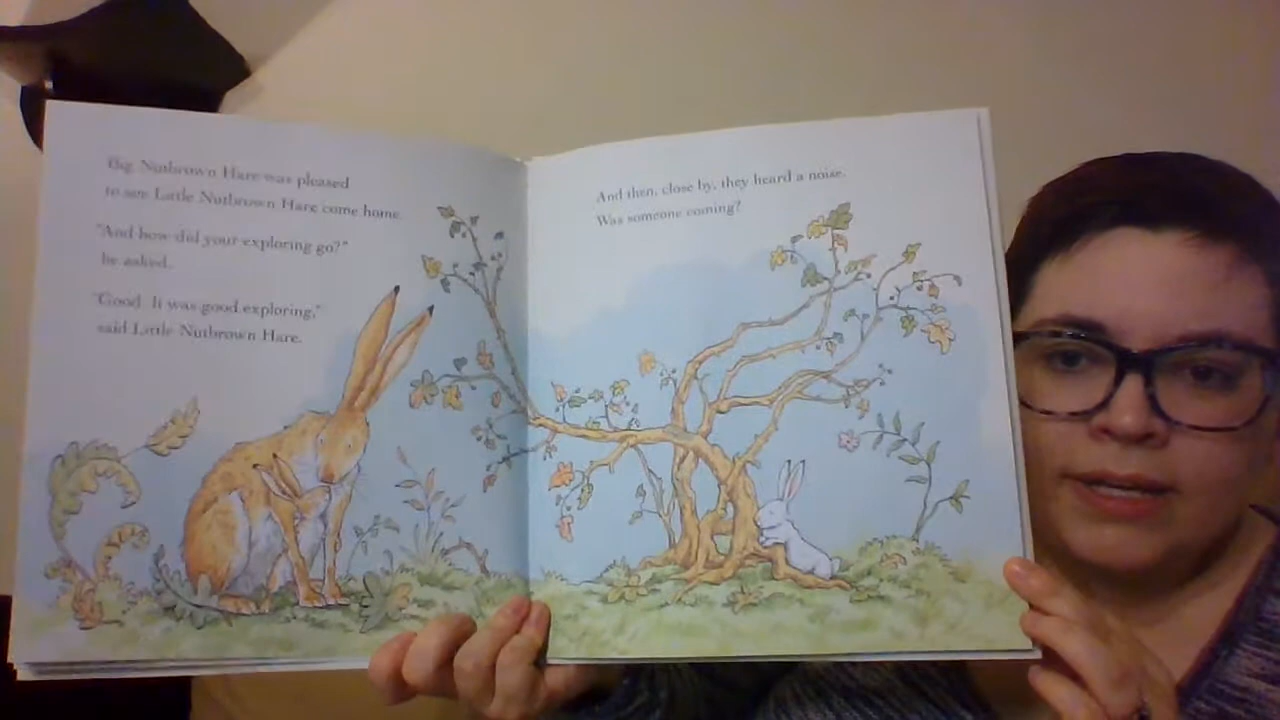 Big Nutbrown Hare was pleased
to see Little Nutbrown Hare come home.
"And how did your exploring go?"
he asked.
"Good. It was good exploring,"
said Little Nutbrown Hare.
And then, close by, they heard a noise.
Was someone coming?